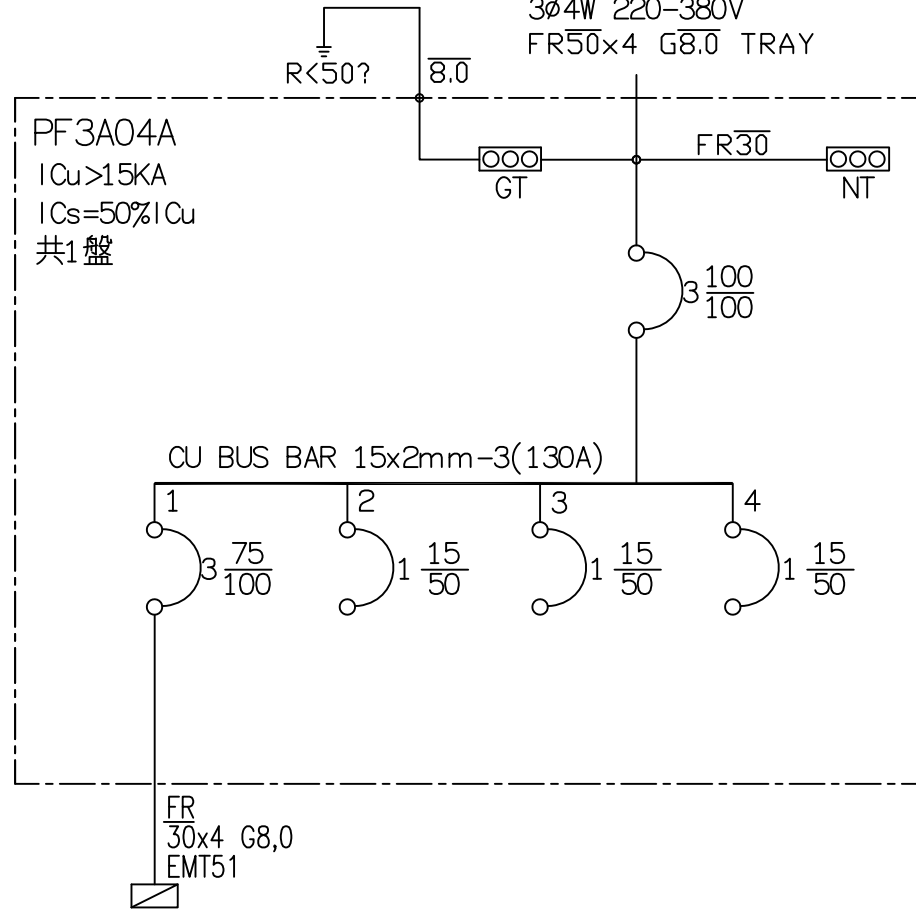 3ø4W 220-380V
FR50x4 G8.0 TRAY
R<50?
8.0
PF3A04A
ICu>15KA
ICs=50%ICu
共1盤
GT
FR30
NT
3 100
100
CU BUS BAR 15x2mm-3(130A)
1
2
3
4
3 75
100
1 15
50
1 15
50
1 15
50
FR
30x4 G8,0
EMT51